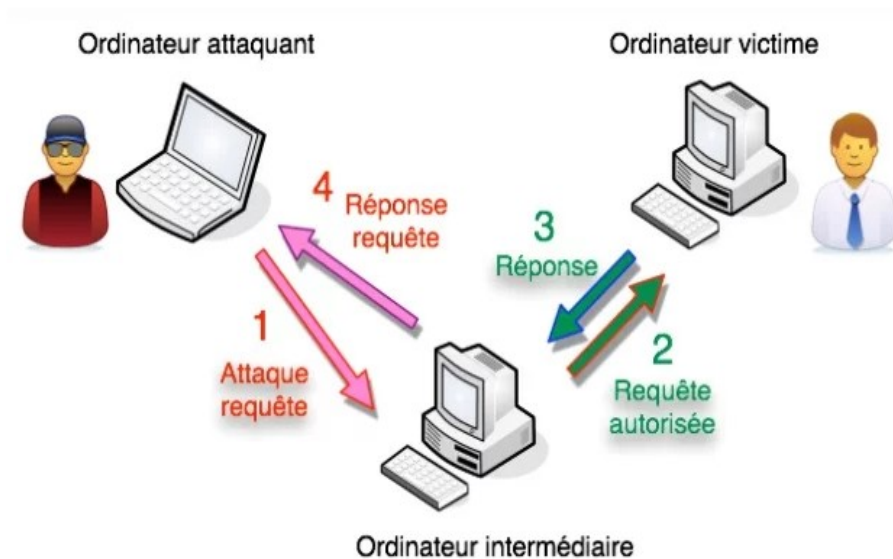 Ordinateur attaquant
Ordinateur victime
4
Réponse
requête
3
Réponse
1
Attaque
requête
2
Requête
autorisée
Ordinateur intermédiaire